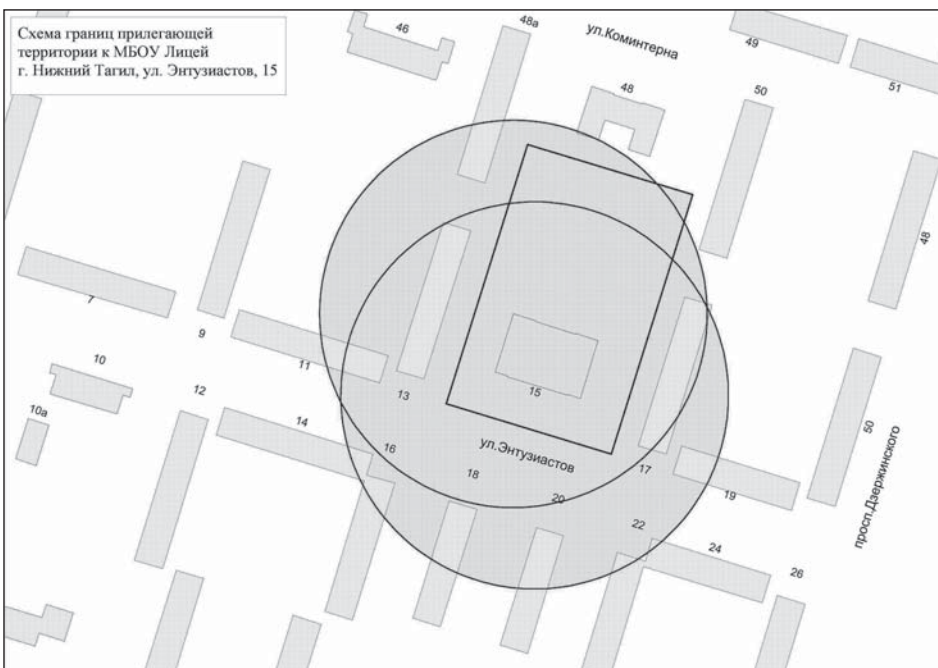 Схема границ прилегающей
территории к МБОУ Лицей
г. Нижний Тагил, ул. Энтузиастов, 15
46
48а
ул.Коминтерна
49
51
48
50
48
7
9
11
10
12
10а
14
13
15
16
ул.Энтузиастов
18
20
17
19
50
просп.Дзержинского
22
24
26